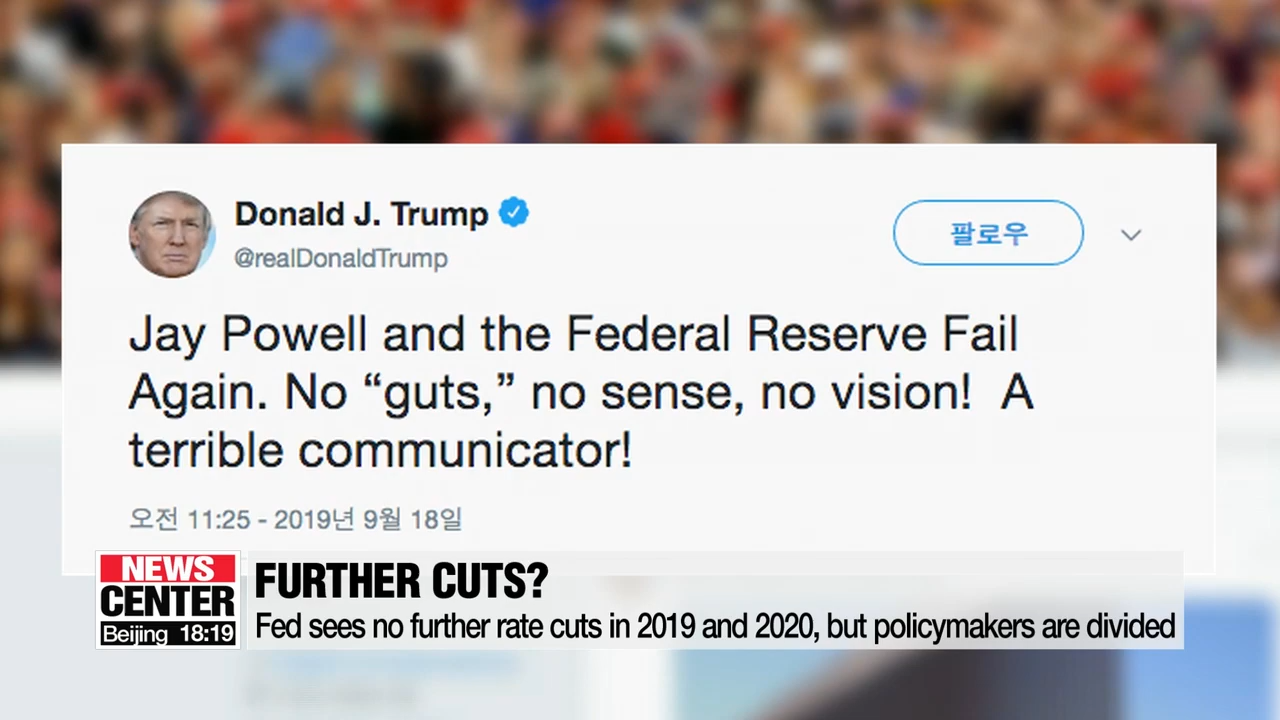 Donald J. Trump
@realDonaldTrump
팔로우
Jay Powell and the Federal Reserve Fail
Again. No “guts,” no sense, no vision!  A
terrible communicator!
오전 11:25 - 2019년 9월 18일
NEWS
CENTER
Beijing 18:19
FURTHER CUTS?
Fed sees no further rate cuts in 2019 and 2020, but policymakers are divided